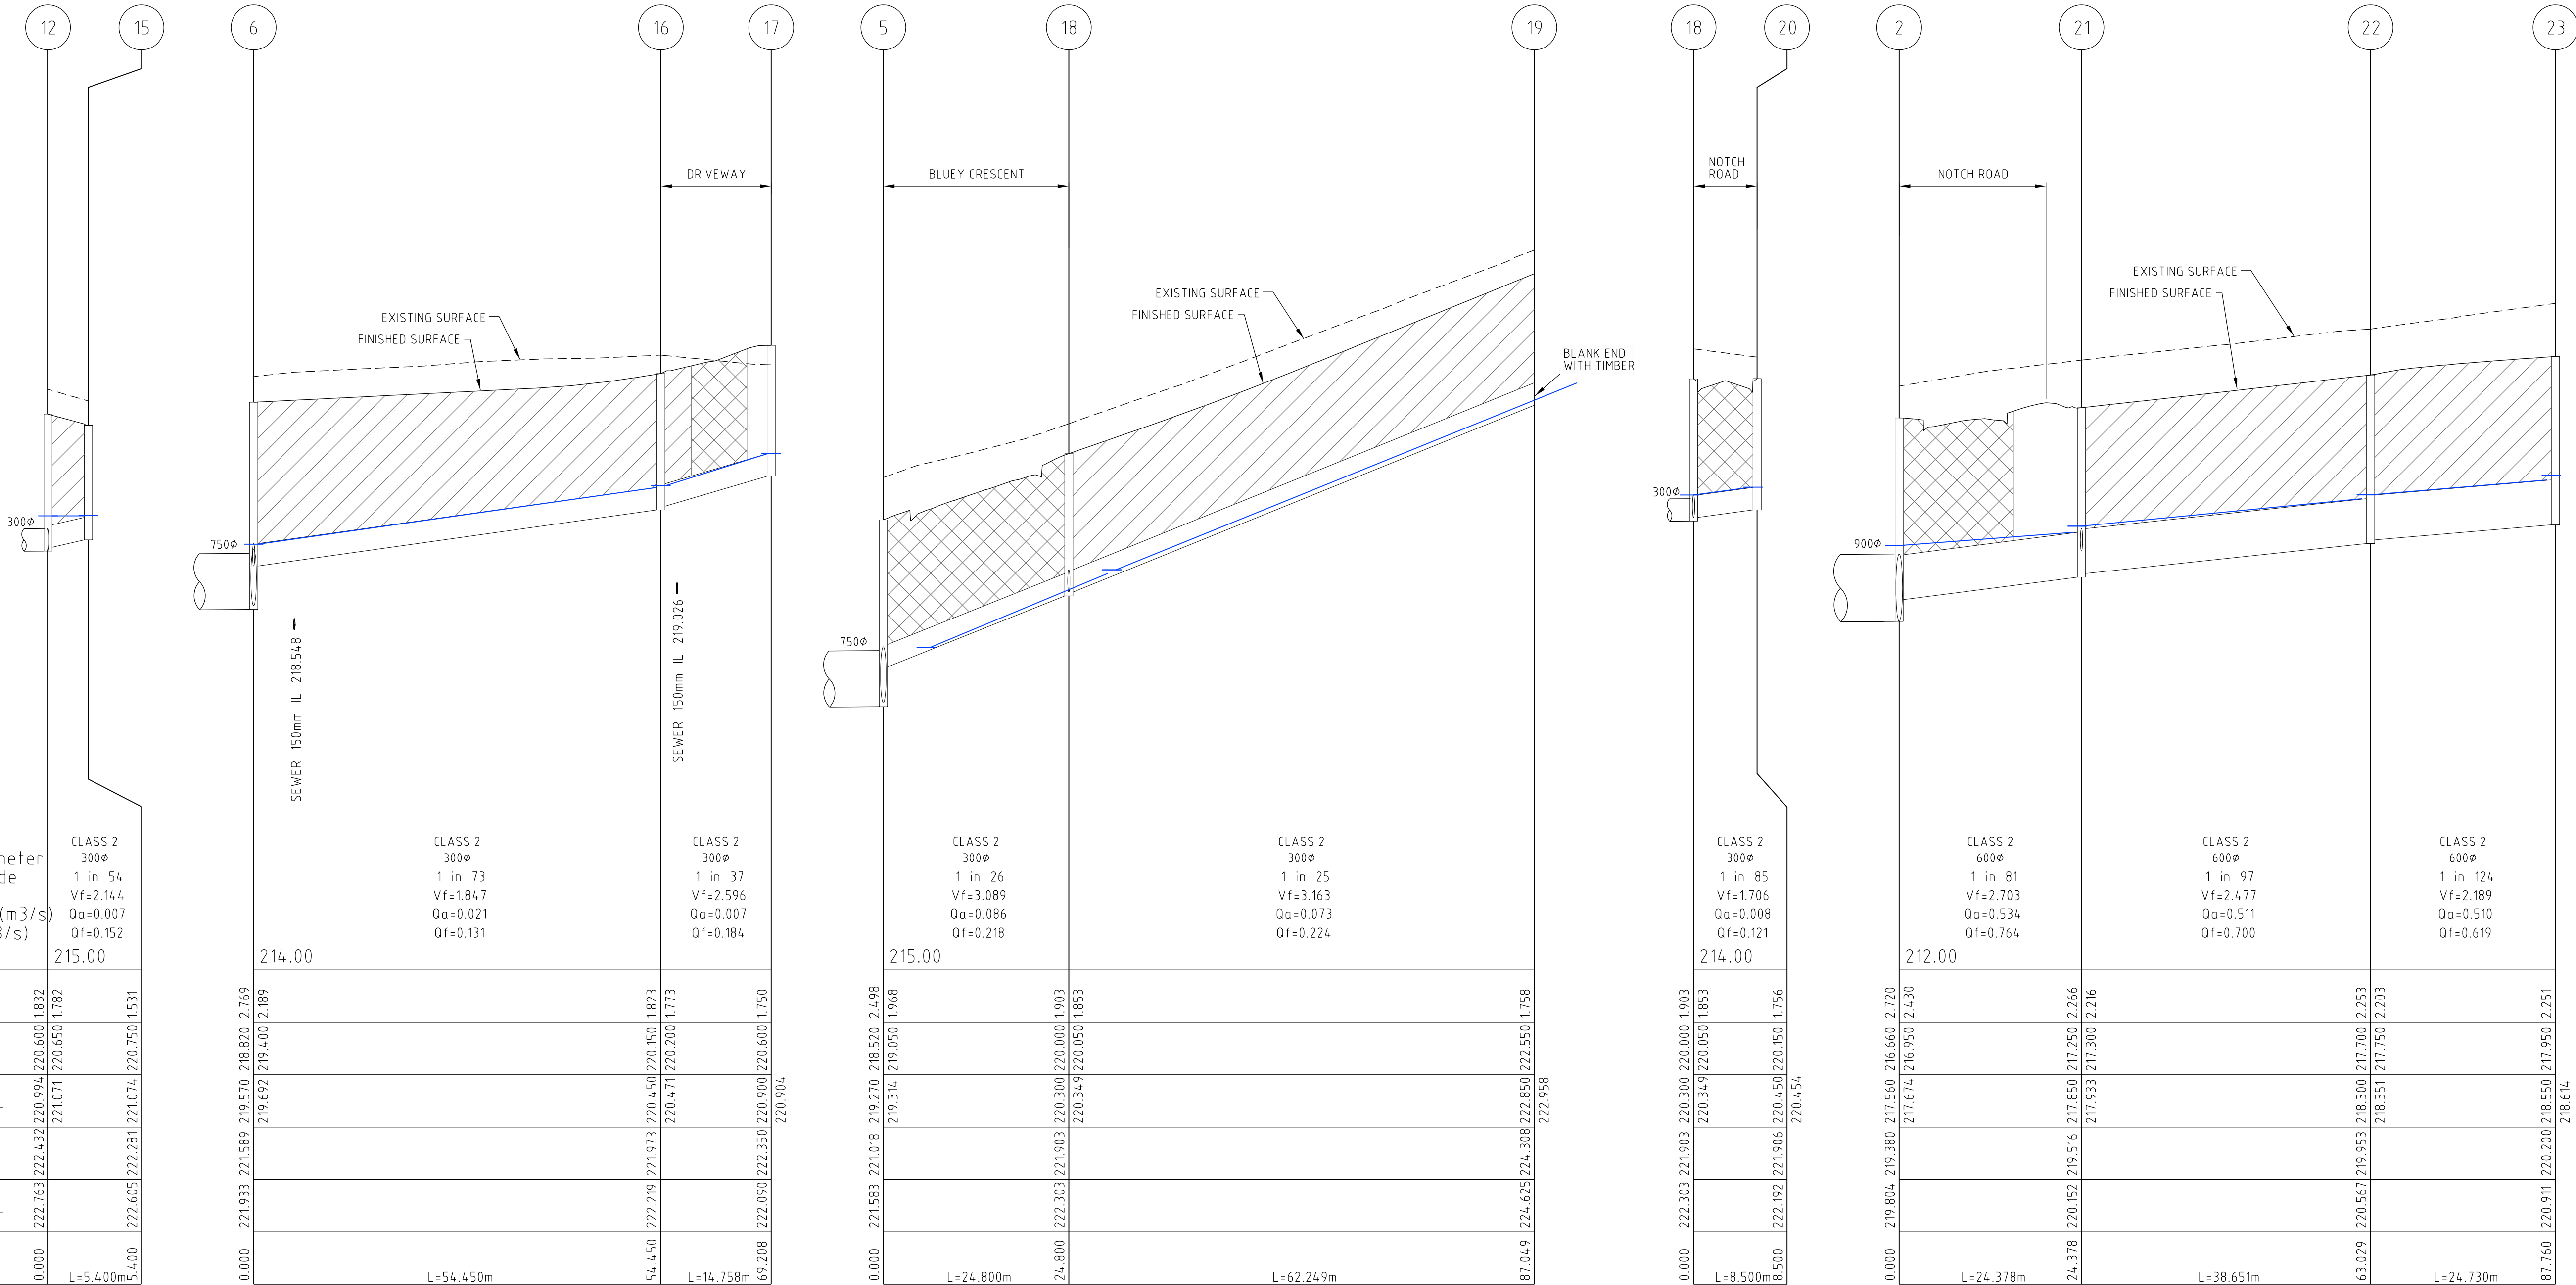 12
15
6
16
17
5
18
19
18
20
2
21
22
23
DRIVEWAY
BLUEY CRESCENT
NOTCH
ROAD
NOTCH ROAD
EXISTING SURFACE
FINISHED SURFACE
EXISTING SURFACE
FINISHED SURFACE
EXISTING SURFACE
FINISHED SURFACE
BLANK END
WITH TIMBER
300Ø
750Ø
750Ø
300Ø
900Ø
SEWER 150mm IL 218.548
SEWER 150mm IL 219.026
meter
de
(m3/s)
3/s)
CLASS 2
300Ø
1 in 54
Vf=2.144
Qa=0.007
Qf=0.152
215.00
CLASS 2
300Ø
1 in 73
Vf=1.847
Qa=0.021
Qf=0.131
214.00
CLASS 2
300Ø
1 in 37
Vf=2.596
Qa=0.007
Qf=0.184
CLASS 2
300Ø
1 in 26
Vf=3.089
Qa=0.086
Qf=0.218
215.00
CLASS 2
300Ø
1 in 25
Vf=3.163
Qa=0.073
Qf=0.224
CLASS 2
300Ø
1 in 85
Vf=1.706
Qa=0.008
Qf=0.121
214.00
CLASS 2
600Ø
1 in 81
Vf=2.703
Qa=0.534
Qf=0.764
212.00
CLASS 2
600Ø
1 in 97
Vf=2.477
Qa=0.511
Qf=0.700
CLASS 2
600Ø
1 in 124
Vf=2.189
Qa=0.510
Qf=0.619
1.832 1.782 1.531
220.600 220.650 220.750
220.994 221.071 221.074
222.432 222.281
222.763 222.605
0.000 L=5.400m 5.400
2.769 2.189 1.823 1.773 1.750
218.820 219.400 220.150 220.200 220.600
219.570 219.692 220.450 220.471 220.900 220.904
221.589 221.973 222.350
221.933 222.219 222.090
0.000 L=54.450m 54.450 L=14.758m 69.208
2.498 1.968 1.903 1.853 1.758
218.520 219.050 220.000 220.050 222.550
219.270 219.314 220.300 220.349 222.850 222.958
221.018 221.903 224.308
221.583 222.303 224.625
0.000 L=24.800m 24.800 L=62.249m 87.049
1.903 1.853 1.756
220.000 220.050 220.150
220.300 220.349 220.450 220.454
221.903 221.906
222.303 222.192
0.000 L=8.500m 8.500
2.720 2.430 2.266 2.216 2.253 2.203 2.251
216.660 216.950 217.250 217.300 217.700 217.750 217.950
217.560 217.674 217.850 217.933 218.300 218.351 218.550 218.614
219.380 219.516 219.953 220.200
219.804 220.152 220.567 220.911
0.000 L=24.378m 24.378 L=38.651m 63.029 L=24.730m 87.760